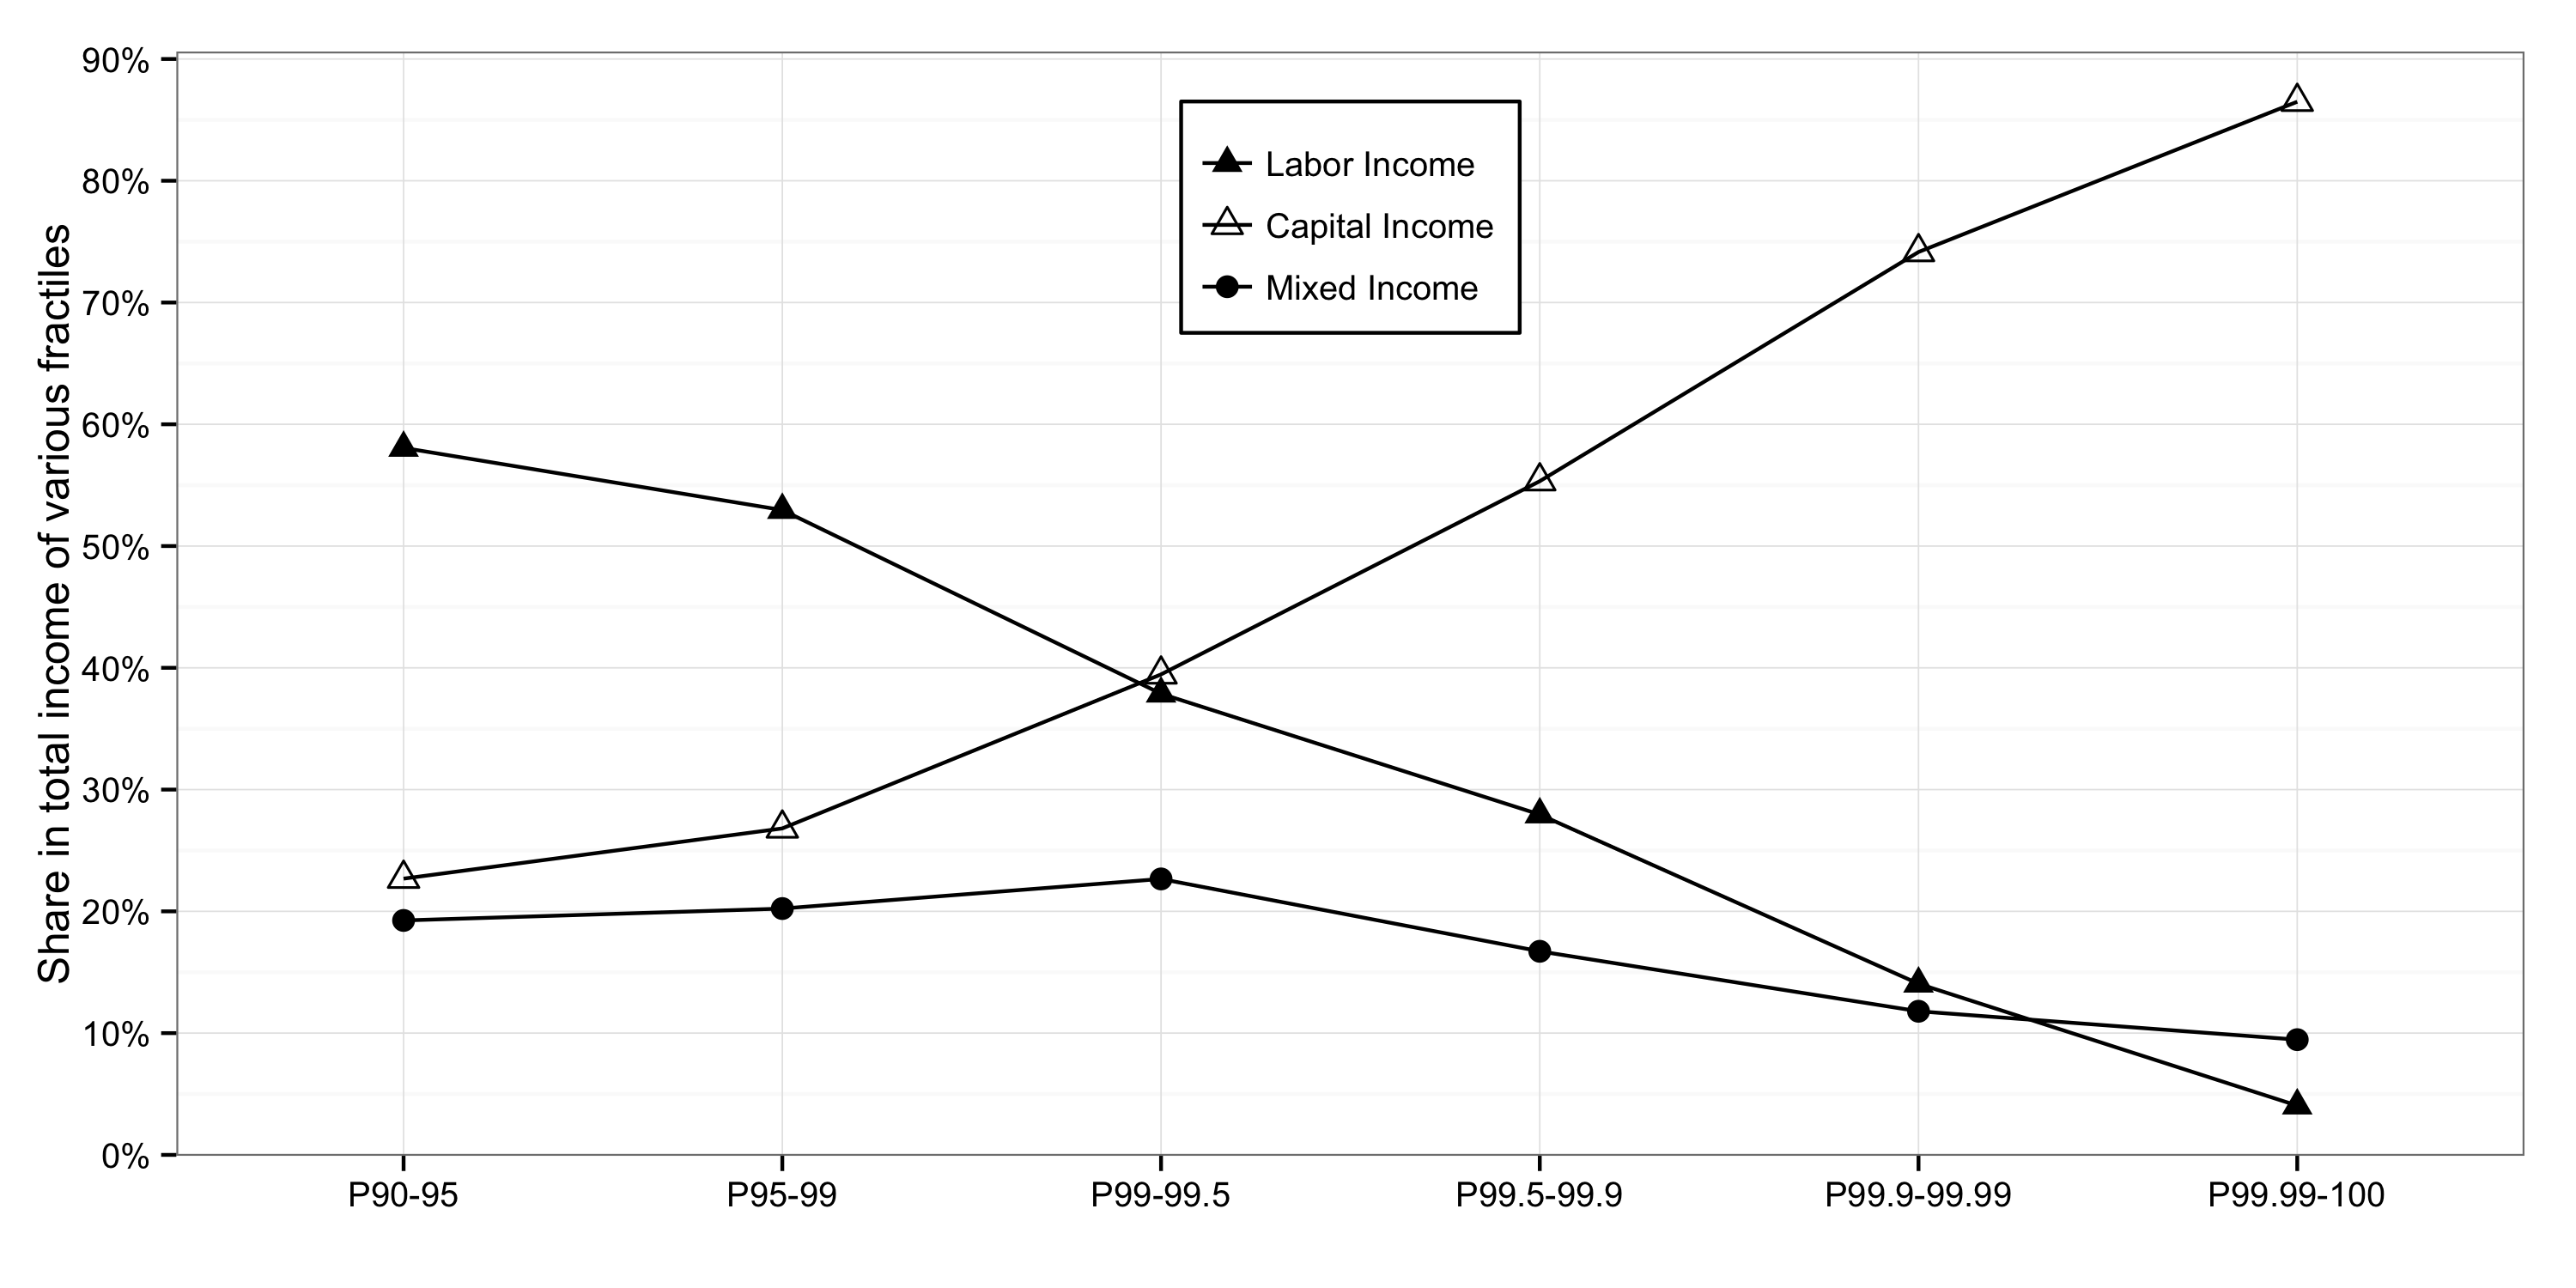 Share in total income of various fractiles
90%
80%
70%
60%
50%
40%
30%
20%
10%
0%
Labor Income
Capital Income
Mixed Income
P90-95
P95-99
P99-99.5
P99.5-99.9
P99.9-99.99
P99.99-100